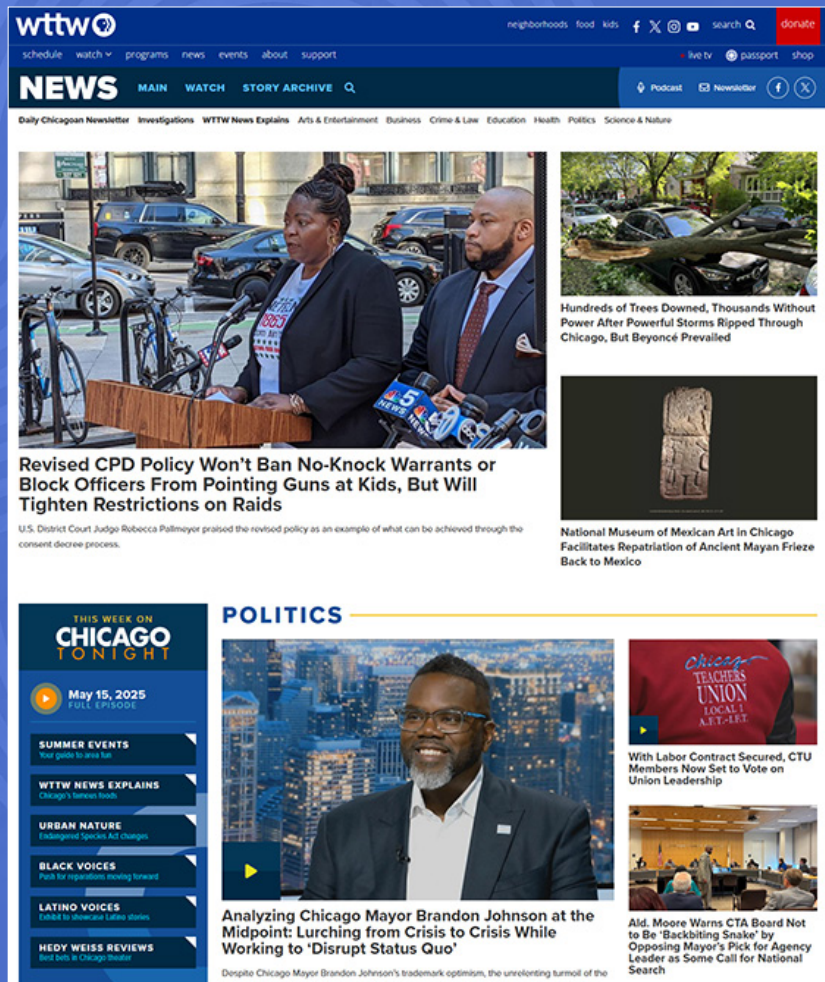 wttw
neighborhoods food kids search donate
schedule watch programs news events about support live tv passport shop
NEWS MAIN WATCH STORY ARCHIVE Podcast Newsletter
Daily Chicagoan Newsletter Investigations WTTW News Explains Arts & Entertainment Business Crime & Law Education Health Politics Science & Nature
1865
5
NEWS
abc
Revised CPD Policy Won't Ban No-Knock Warrants or
Block Officers From Pointing Guns at Kids, But Will
Tighten Restrictions on Raids
U.S. District Court Judge Rebecca Pallmeyer praised the revised policy as an example of what can be achieved through the
consent decree process.
Hundreds of Trees Downed, Thousands Without
Power After Powerful Storms Ripped Through
Chicago, But Beyoncé Prevailed
National Museum of Mexican Art in Chicago
Facilitates Repatriation of Ancient Mayan Frieze
Back to Mexico
THIS WEEK ON
CHICAGO
TONIGHT
May 15, 2025
FULL EPISODE
SUMMER EVENTS
Your guide to area fun
WTTW NEWS EXPLAINS
Chicago's famous foods
URBAN NATURE
Endangered Species Act changes
BLACK VOICES
Push for reparations moving forward
LATINO VOICES
Exhibit to showcase Latino stories
HEDY WEISS REVIEWS
Best bets in Chicago theater
POLITICS
Analyzing Chicago Mayor Brandon Johnson at the
Midpoint: Lurching from Crisis to Crisis While
Working to 'Disrupt Status Quo'
Despite Chicago Mayor Brandon Johnson's trademark optimism, the unrelenting turmoil of the
Chicago
TEACHERS
UNION
LOCAL 1
A.F.T.-I.F.T.
With Labor Contract Secured, CTU
Members Now Set to Vote on
Union Leadership
Ald. Moore Warns CTA Board Not
to Be 'Backbiting Snake' by
Opposing Mayor's Pick for Agency
Leader as Some Call for National
Search